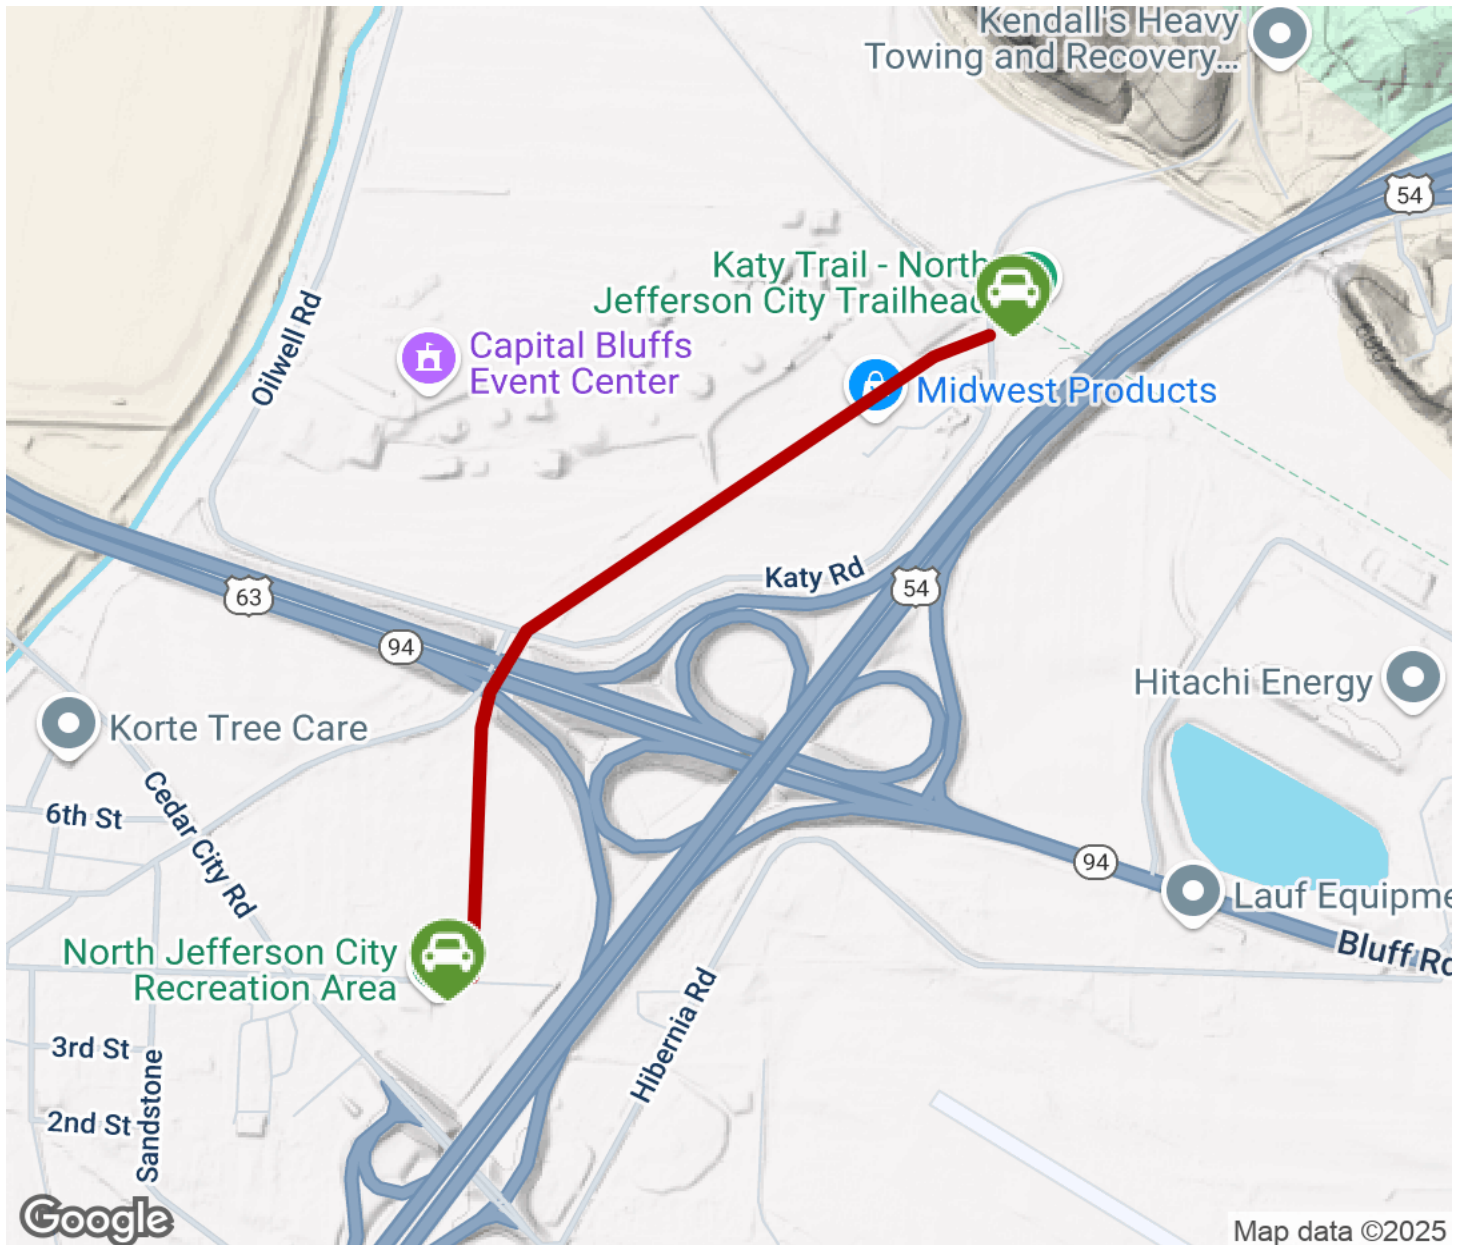 Kendall's Heavy
Towing and Recovery...
54
Katy Trail - North
Jefferson City Trailhead
Oilwell Rd
Capital Bluffs
Event Center
Midwest Products
Katy Rd
54
63
94
Hitachi Energy
Korte Tree Care
Cedar City Rd
6th St
94
Lauf Equipme
Bluff Rd
North Jefferson City
Recreation Area
Hibernia Rd
3rd St
Sandstone
2nd St
Google
Map data ©2025